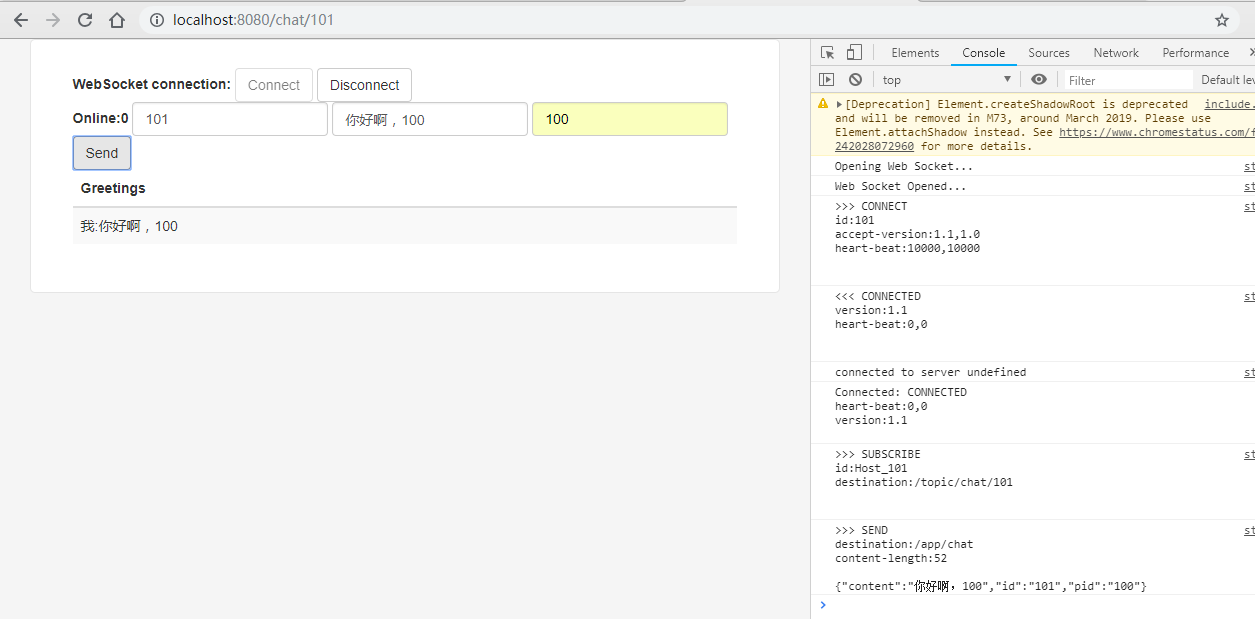 localhost:8080/chat/101
WebSocket connection: Connect Disconnect
Online:0 101 你好啊，100 100
Send
Greetings
我:你好啊，100
Elements Console Sources Network Performance
top Filter Default lev
[Deprecation] Element.createShadowRoot is deprecated include.
and will be removed in M73, around March 2019. Please use
Element.attachShadow instead. See https://www.chromestatus.com/f
242028072960 for more details.
Opening Web Socket... st
Web Socket Opened... st
>>> CONNECT st
id:101
accept-version:1.1,1.0
heart-beat:10000,10000
<<< CONNECTED st
version:1.1
heart-beat:0,0
connected to server undefined st
Connected: CONNECTED
heart-beat:0,0
version:1.1
>>> SUBSCRIBE st
id:Host_101
destination:/topic/chat/101
>>> SEND st
destination:/app/chat
content-length:52
{"content":"你好啊，100","id":"101","pid":"100"}